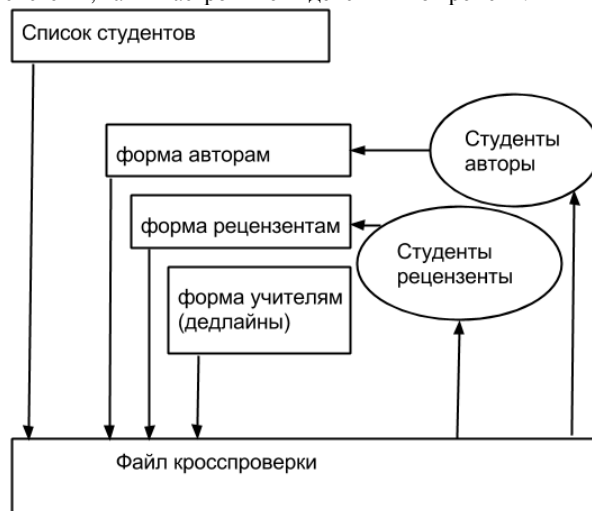 Список студентов
Студенты
авторы
форма авторам
форма рецензентам
Студенты
рецензенты
форма учителям
(дедлайны)
Файл кросспроверки